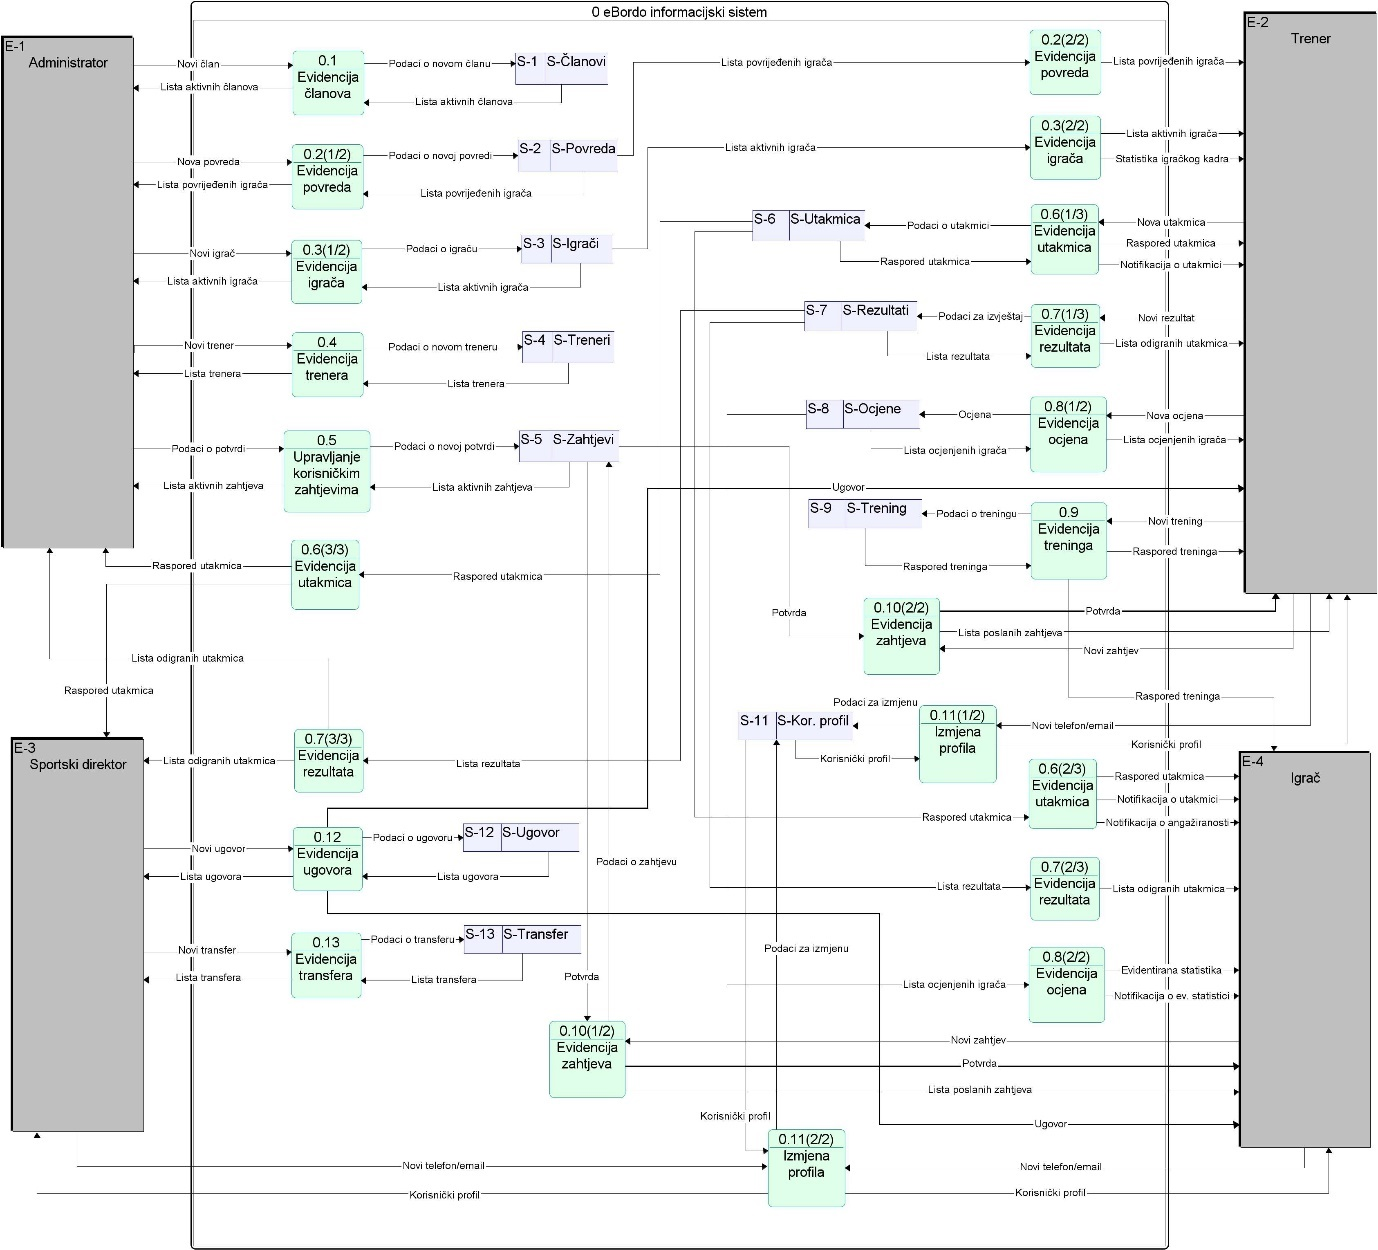 0 eBordo informacijski sistem
E-1
Administrator
E-2
Trener
Novi član
Lista aktivnih članova
0.1
Evidencija
članova
Podaci o novom članu
Lista aktivnih članova
S-1 S-Članovi
Lista povrijeđenih igrača
0.2(2/2)
Evidencija
povreda
Lista povrijeđenih igrača
Nova povreda
Lista povrijeđenih igrača
0.2(1/2)
Evidencija
povreda
Podaci o novoj povredi
Lista povrijeđenih igrača
S-2 S-Povreda
Lista aktivnih igrača
0.3(2/2)
Evidencija
igrača
Lista aktivnih igrača
Statistika igračkog kadra
Novi igrač
Lista aktivnih igrača
0.3(1/2)
Evidencija
igrača
Podaci o igraču
Lista aktivnih igrača
S-3 S-Igrači
S-6 S-Utakmica
Podaci o utakmici
Raspored utakmica
0.6(1/3)
Evidencija
utakmica
Nova utakmica
Raspored utakmica
Notifikacija o utakmici
Novi trener
Lista trenera
0.4
Evidencija
trenera
Podaci o novom treneru
Lista trenera
S-4 S-Treneri
S-7 S-Rezultati
Podaci za izvještaj
Lista rezultata
0.7(1/3)
Evidencija
rezultata
Novi rezultat
Lista odigranih utakmica
Podaci o potvrdi
Lista aktivnih zahtjeva
0.5
Upravljanje
korisničkim
zahtjevima
Podaci o novoj potvrdi
Lista aktivnih zahtjeva
S-5 S-Zahtjevi
S-8 S-Ocjene
Ocjena
Lista ocjenjenih igrača
0.8(1/2)
Evidencija
ocjena
Nova ocjena
Lista ocjenjenih igrača
Ugovor
S-9 S-Trening
Podaci o treningu
Raspored treninga
0.9
Evidencija
treninga
Novi trening
Raspored treninga
Raspored utakmica
0.6(3/3)
Evidencija
utakmica
Raspored utakmica
Potvrda
0.10(2/2)
Evidencija
zahtjeva
Potvrda
Lista poslanih zahtjeva
Novi zahtjev
Lista odigranih utakmica
Raspored utakmica
Raspored treninga
Podaci za izmjenu
S-11 S-Kor. profil
Korisnički profil
0.11(1/2)
Izmjena
profila
Novi telefon/email
Korisnički profil
E-3
Sportski direktor
E-4
Igrač
Lista odigranih utakmica
0.7(3/3)
Evidencija
rezultata
Lista rezultata
Raspored utakmica
0.6(2/3)
Evidencija
utakmica
Raspored utakmica
Notifikacija o utakmici
Notifikacija o angažiranosti
Novi ugovor
Lista ugovora
0.12
Evidencija
ugovora
Podaci o ugovoru
Lista ugovora
S-12 S-Ugovor
Podaci o zahtjevu
Lista rezultata
0.7(2/3)
Evidencija
rezultata
Lista odigranih utakmica
Novi transfer
Lista transfera
0.13
Evidencija
transfera
Podaci o transferu
Lista transfera
S-13 S-Transfer
Podaci za izmjenu
Potvrda
Lista ocjenjenih igrača
0.8(2/2)
Evidencija
ocjena
Evidentirana statistika
Notifikacija o ev. statistici
0.10(1/2)
Evidencija
zahtjeva
Novi zahtjev
Potvrda
Lista poslanih zahtjeva
Korisnički profil
Ugovor
0.11(2/2)
Izmjena
profila
Novi telefon/email
Korisnički profil
Novi telefon/email
Korisnički profil